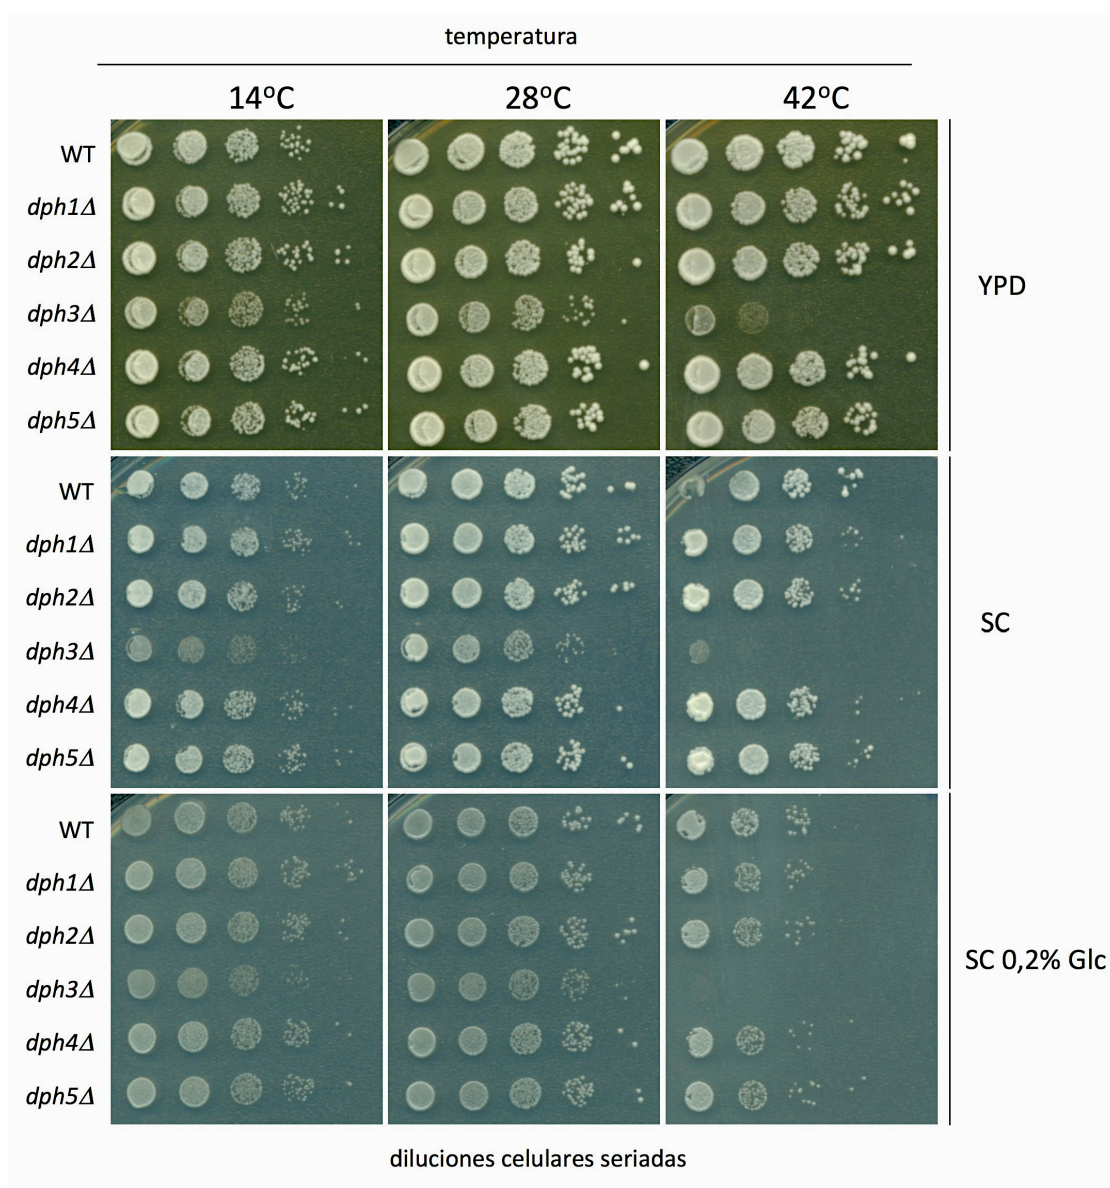 temperatura
14ºC 28ºC 42ºC
WT
dph1Δ
dph2Δ
dph3Δ
dph4Δ
dph5Δ
YPD
WT
dph1Δ
dph2Δ
dph3Δ
dph4Δ
dph5Δ
SC
WT
dph1Δ
dph2Δ
dph3Δ
dph4Δ
dph5Δ
SC 0,2% Glc
diluciones celulares seriadas